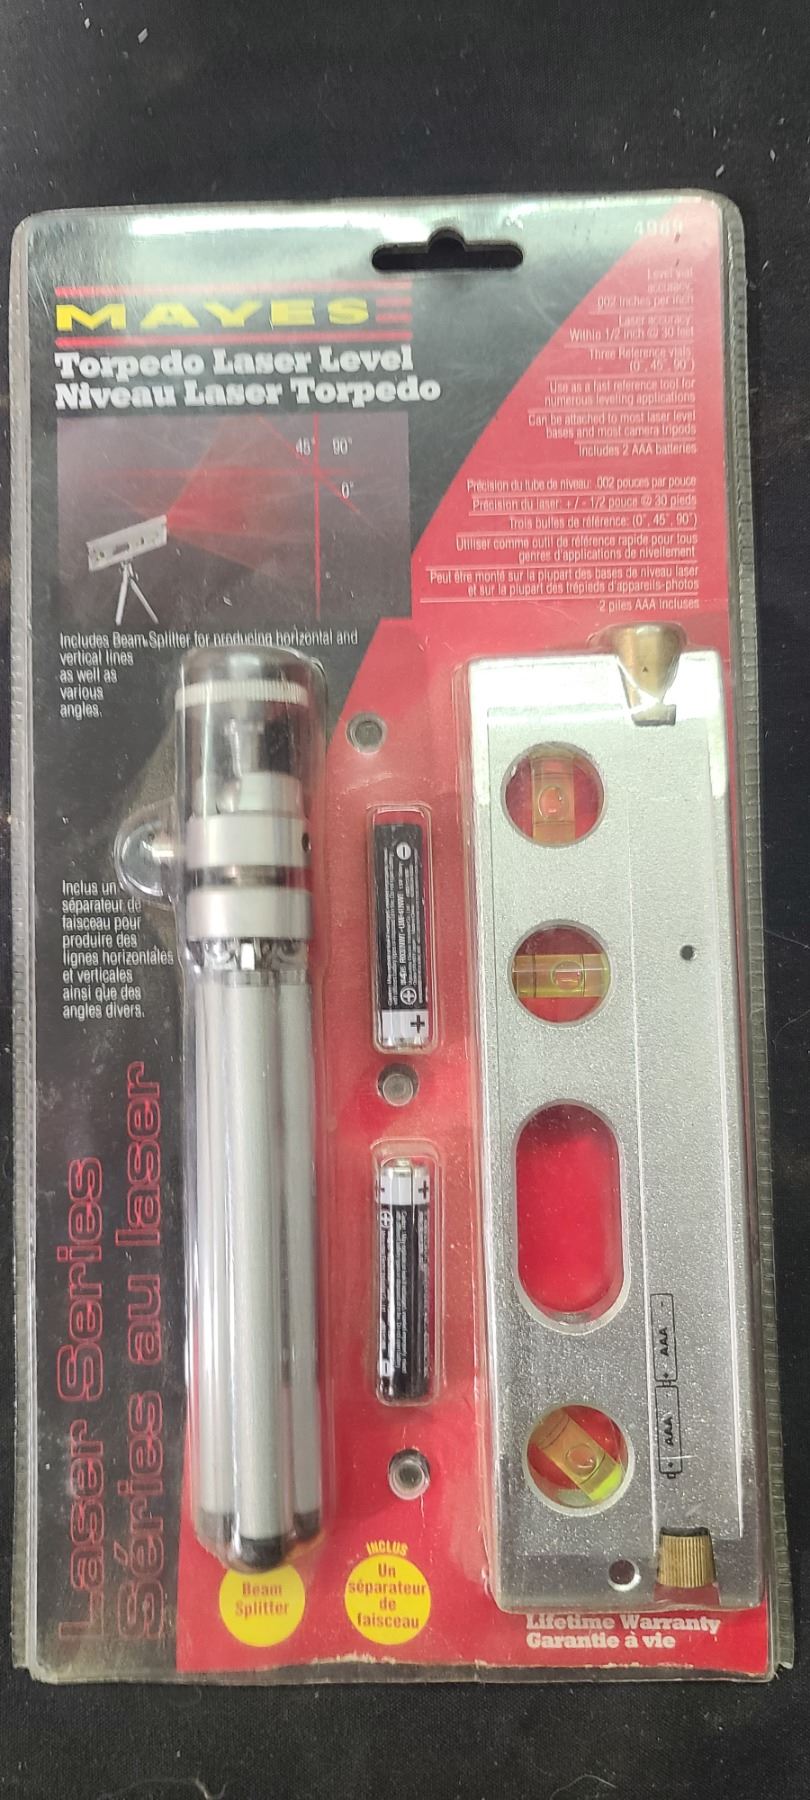 4989
MAYES
Torpedo Laser Level
Niveau Laser Torpedo
45° 90°
0°
Level vial
accuracy:
.002 inches per inch
Laser accuracy:
Within 1/2 inch @ 30 feet
Three Reference vials:
(0°, 45°, 90°)
Use as a fast reference tool for
numerous leveling applications
Can be attached to most laser level
bases and most camera tripods
Includes 2 AAA batteries
Précision du tube de niveau: .002 pouces par pouce
Précision du laser: +/- 1/2 pouce @ 30 pieds
Trois bulles de référence: (0°, 45°, 90°)
Utiliser comme outil de référence rapide pour tous
genres d'applications de nivellement
Peut être monté sur la plupart des bases de niveau laser
et sur la plupart des trépieds d'appareils-photos
2 piles AAA incluses
Includes Beam Splitter for producing horizontal and
vertical lines
as well as
various
angles.
Inclus un
séparateur de
faisceau pour
produire des
lignes horizontales
et verticales
ainsi que des
angles divers.
Laser Series
Séries au laser
+
+
AAA
AAA
Beam
Splitter
INCLUS
Un
séparateur
de
faisceau
Lifetime Warranty
Garantie à vie